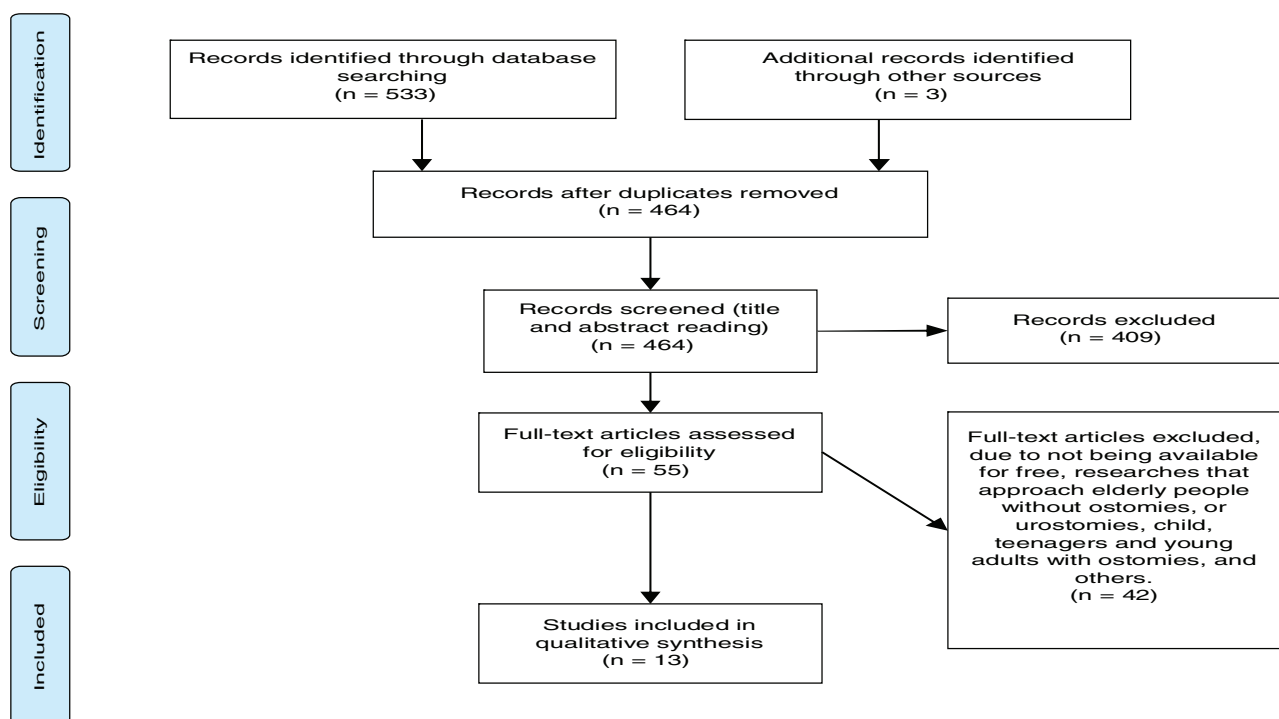 Identification
Records identified through database
searching
(n = 533)
Additional records identified
through other sources
(n = 3)
Records after duplicates removed
(n = 464)
Screening
Records screened (title
and abstract reading)
(n = 464)
Records excluded
(n = 409)
Eligibility
Full-text articles assessed
for eligibility
(n = 55)
Full-text articles excluded,
due to not being available
for free, researches that
approach elderly people
without ostomies, or
urostomies, child,
teenagers and young
adults with ostomies, and
others.
(n = 42)
Included
Studies included in
qualitative synthesis
(n = 13)